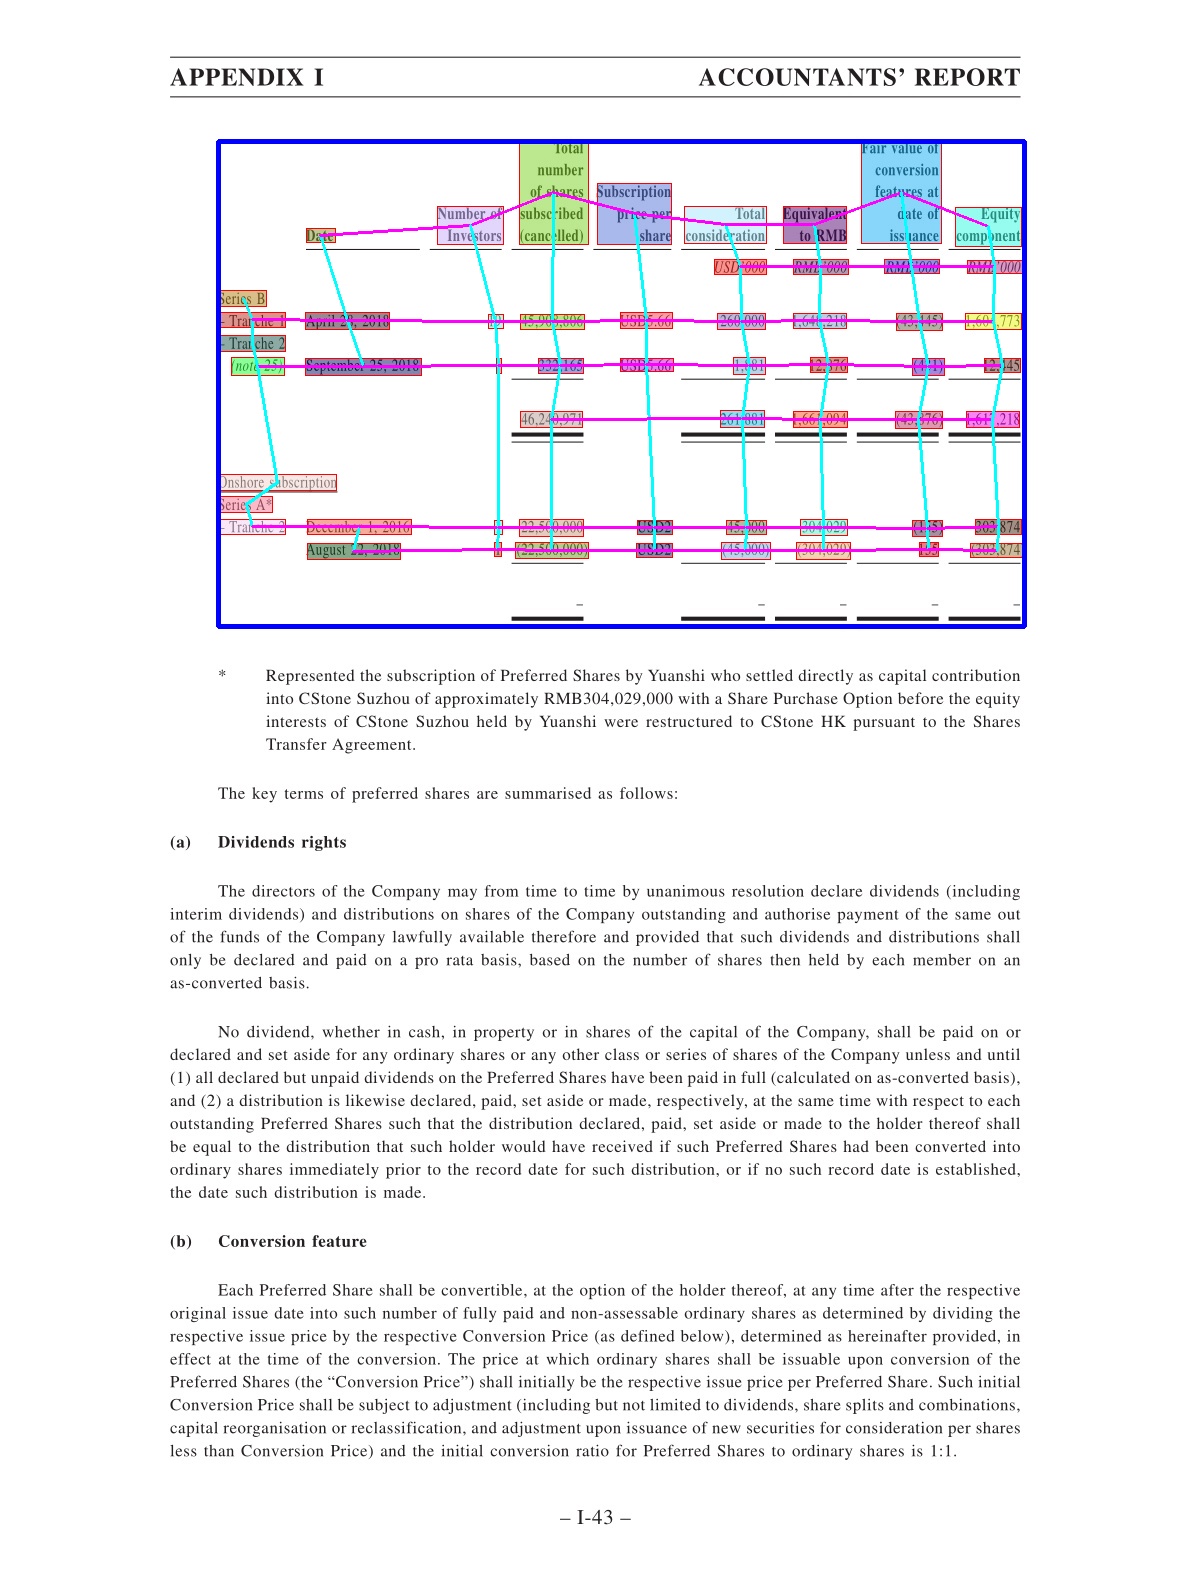 APPENDIX I ACCOUNTANTS’ REPORT
Total Fair value of
number conversion
of shares Subscription features at
Number of subscribed price per Total Equivalent date of Equity
Date Investors (cancelled) share consideration to RMB issuance component
USD’000 RMB’000 RMB’000 RMB’000
Series B
– Tranche 1 April 28, 2018 45,908,806 USD5.66 260,000 1,648,218 (43,445) 1,604,773
– Tranche 2
(note 25) September 25, 2018 332,165 USD5.66 1,881 12,876 (431) 12,445
46,240,971 261,881 1,661,094 (43,876) 1,617,218
Onshore subscription
Series A*
– Tranche 2 December 1, 2016 22,500,000 USD2 45,000 304,029 (155) 303,874
August 22, 2018 (22,500,000) USD2 (45,000) (304,029) 155 (303,874
– – – – –
* Represented the subscription of Preferred Shares by Yuanshi who settled directly as capital contribution
into CStone Suzhou of approximately RMB304,029,000 with a Share Purchase Option before the equity
interests of CStone Suzhou held by Yuanshi were restructured to CStone HK pursuant to the Shares
Transfer Agreement.
The key terms of preferred shares are summarised as follows:
(a) Dividends rights
The directors of the Company may from time to time by unanimous resolution declare dividends (including
interim dividends) and distributions on shares of the Company outstanding and authorise payment of the same out
of the funds of the Company lawfully available therefore and provided that such dividends and distributions shall
only be declared and paid on a pro rata basis, based on the number of shares then held by each member on an
as-converted basis.
No dividend, whether in cash, in property or in shares of the capital of the Company, shall be paid on or
declared and set aside for any ordinary shares or any other class or series of shares of the Company unless and until
(1) all declared but unpaid dividends on the Preferred Shares have been paid in full (calculated on as-converted basis),
and (2) a distribution is likewise declared, paid, set aside or made, respectively, at the same time with respect to each
outstanding Preferred Shares such that the distribution declared, paid, set aside or made to the holder thereof shall
be equal to the distribution that such holder would have received if such Preferred Shares had been converted into
ordinary shares immediately prior to the record date for such distribution, or if no such record date is established,
the date such distribution is made.
(b) Conversion feature
Each Preferred Share shall be convertible, at the option of the holder thereof, at any time after the respective
original issue date into such number of fully paid and non-assessable ordinary shares as determined by dividing the
respective issue price by the respective Conversion Price (as defined below), determined as hereinafter provided, in
effect at the time of the conversion. The price at which ordinary shares shall be issuable upon conversion of the
Preferred Shares (the “Conversion Price”) shall initially be the respective issue price per Preferred Share. Such initial
Conversion Price shall be subject to adjustment (including but not limited to dividends, share splits and combinations,
capital reorganisation or reclassification, and adjustment upon issuance of new securities for consideration per shares
less than Conversion Price) and the initial conversion ratio for Preferred Shares to ordinary shares is 1:1.
– I-43 –